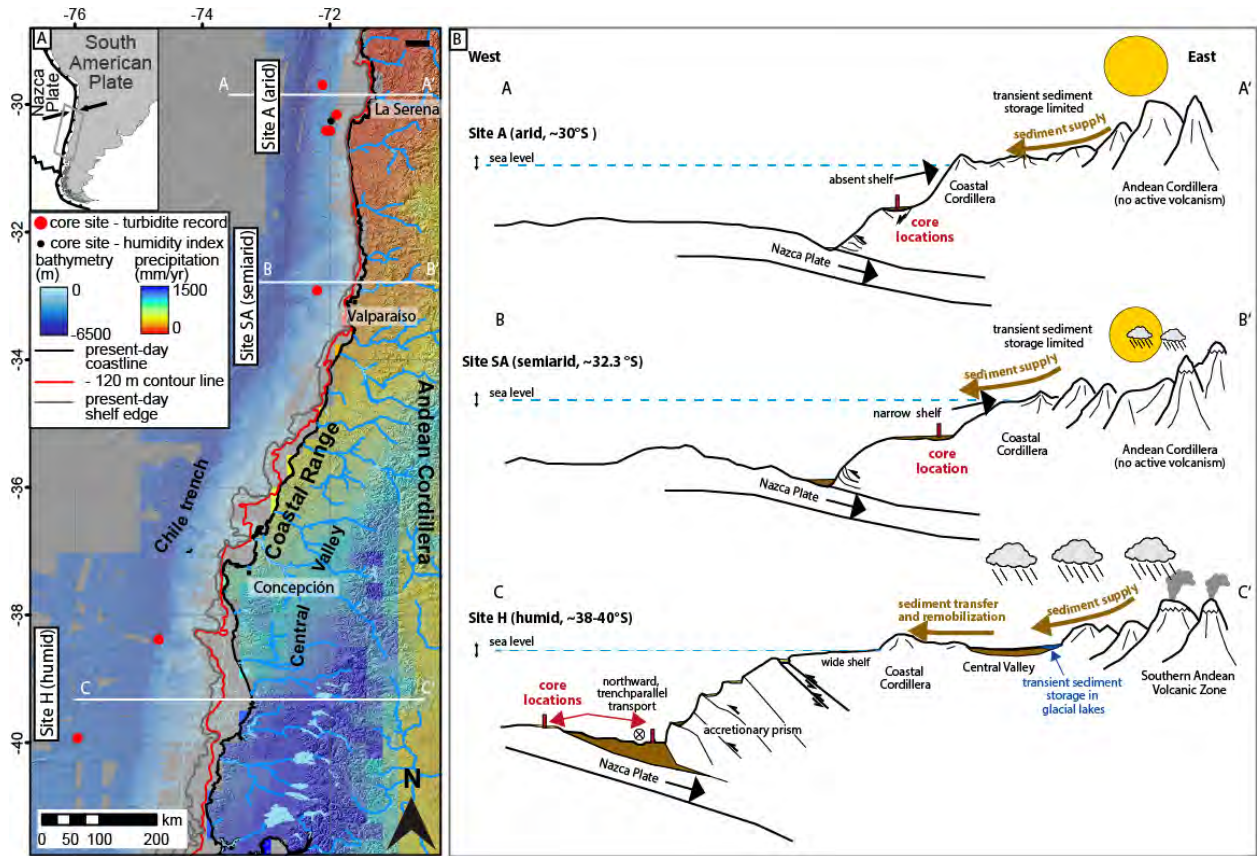 -76
-74
-72
A
South
American
Plate
Nazca
Plate
core site - turbidite record
core site - humidity index
bathymetry
(m)
0
-6500
precipitation
(mm/yr)
1500
0
present-day
coastline
- 120 m contour line
present-day
shelf edge
-30
-32
-34
-36
-38
-40
Site A (arid)
A
A'
La Serena
Site SA (semiarid)
B
B'
Valparaiso
Chile trench
Coastal Range
Andean Cordillera
Central Valley
Concepción
Site H (humid)
C
C'
N
km
0 50 100 200
B
West
East
A
A'
Site A (arid, ~30°S )
sea level
transient sediment
storage limited
sediment supply
absent shelf
core
locations
Coastal
Cordillera
Andean Cordillera
(no active volcanism)
Nazca Plate
B
B'
Site SA (semiarid, ~32.3 °S)
sea level
transient sediment
storage limited
sediment supply
narrow shelf
core
location
Coastal
Cordillera
Andean Cordillera
(no active volcanism)
Nazca Plate
C
C'
Site H (humid, ~38-40°S)
sea level
sediment transfer
and remobilization
sediment supply
wide shelf
Coastal
Cordillera
Central Valley
transient sediment
storage in
glacial lakes
Southern Andean
Volcanic Zone
core
locations
northward,
trenchparallel
transport
accretionary prism
Nazca Plate